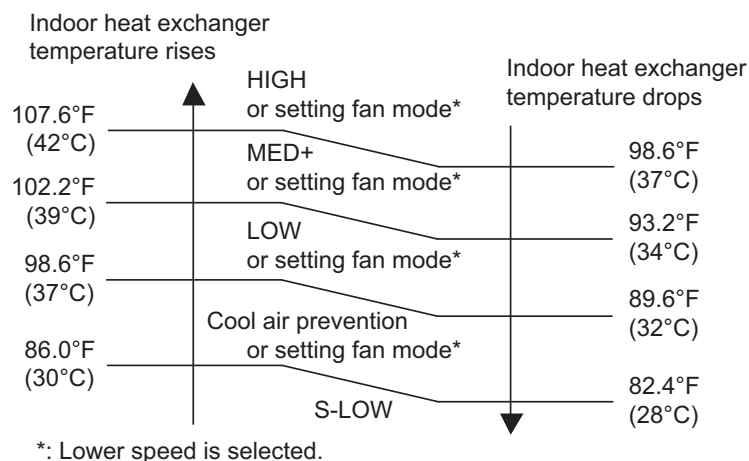 Indoor heat exchanger
temperature rises
107.6°F
(42°C)
102.2°F
(39°C)
98.6°F
(37°C)
86.0°F
(30°C)
HIGH
or setting fan mode*
MED+
or setting fan mode*
LOW
or setting fan mode*
Cool air prevention
or setting fan mode*
S-LOW
Indoor heat exchanger
temperature drops
98.6°F
(37°C)
93.2°F
(34°C)
89.6°F
(32°C)
82.4°F
(28°C)
*: Lower speed is selected.